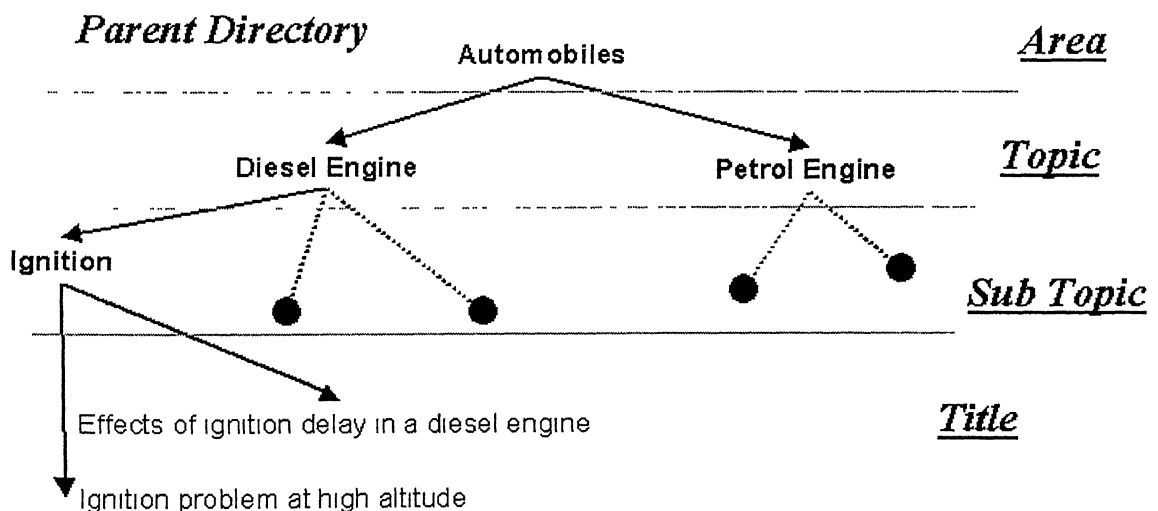 Parent Directory
Automobiles
Area
Diesel Engine
Petrol Engine
Topic
Ignition
Sub Topic
Effects of ignition delay in a diesel engine
Title
Ignition problem at high altitude